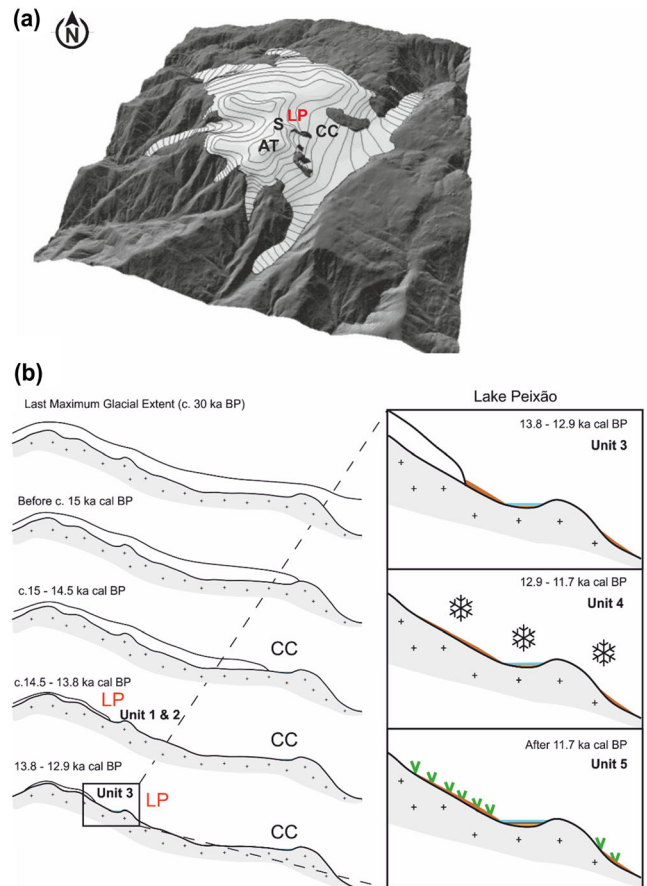 (a)
N
LP
S
CC
AT
(b)
Last Maximum Glacial Extent (c. 30 ka BP)
Before c. 15 ka cal BP
c.15 - 14.5 ka cal BP
CC
c.14.5 - 13.8 ka cal BP
LP
Unit 1 & 2
CC
13.8 - 12.9 ka cal BP
Unit 3
LP
CC
Lake Peixão
13.8 - 12.9 ka cal BP
Unit 3
12.9 - 11.7 ka cal BP
Unit 4
After 11.7 ka cal BP
Unit 5